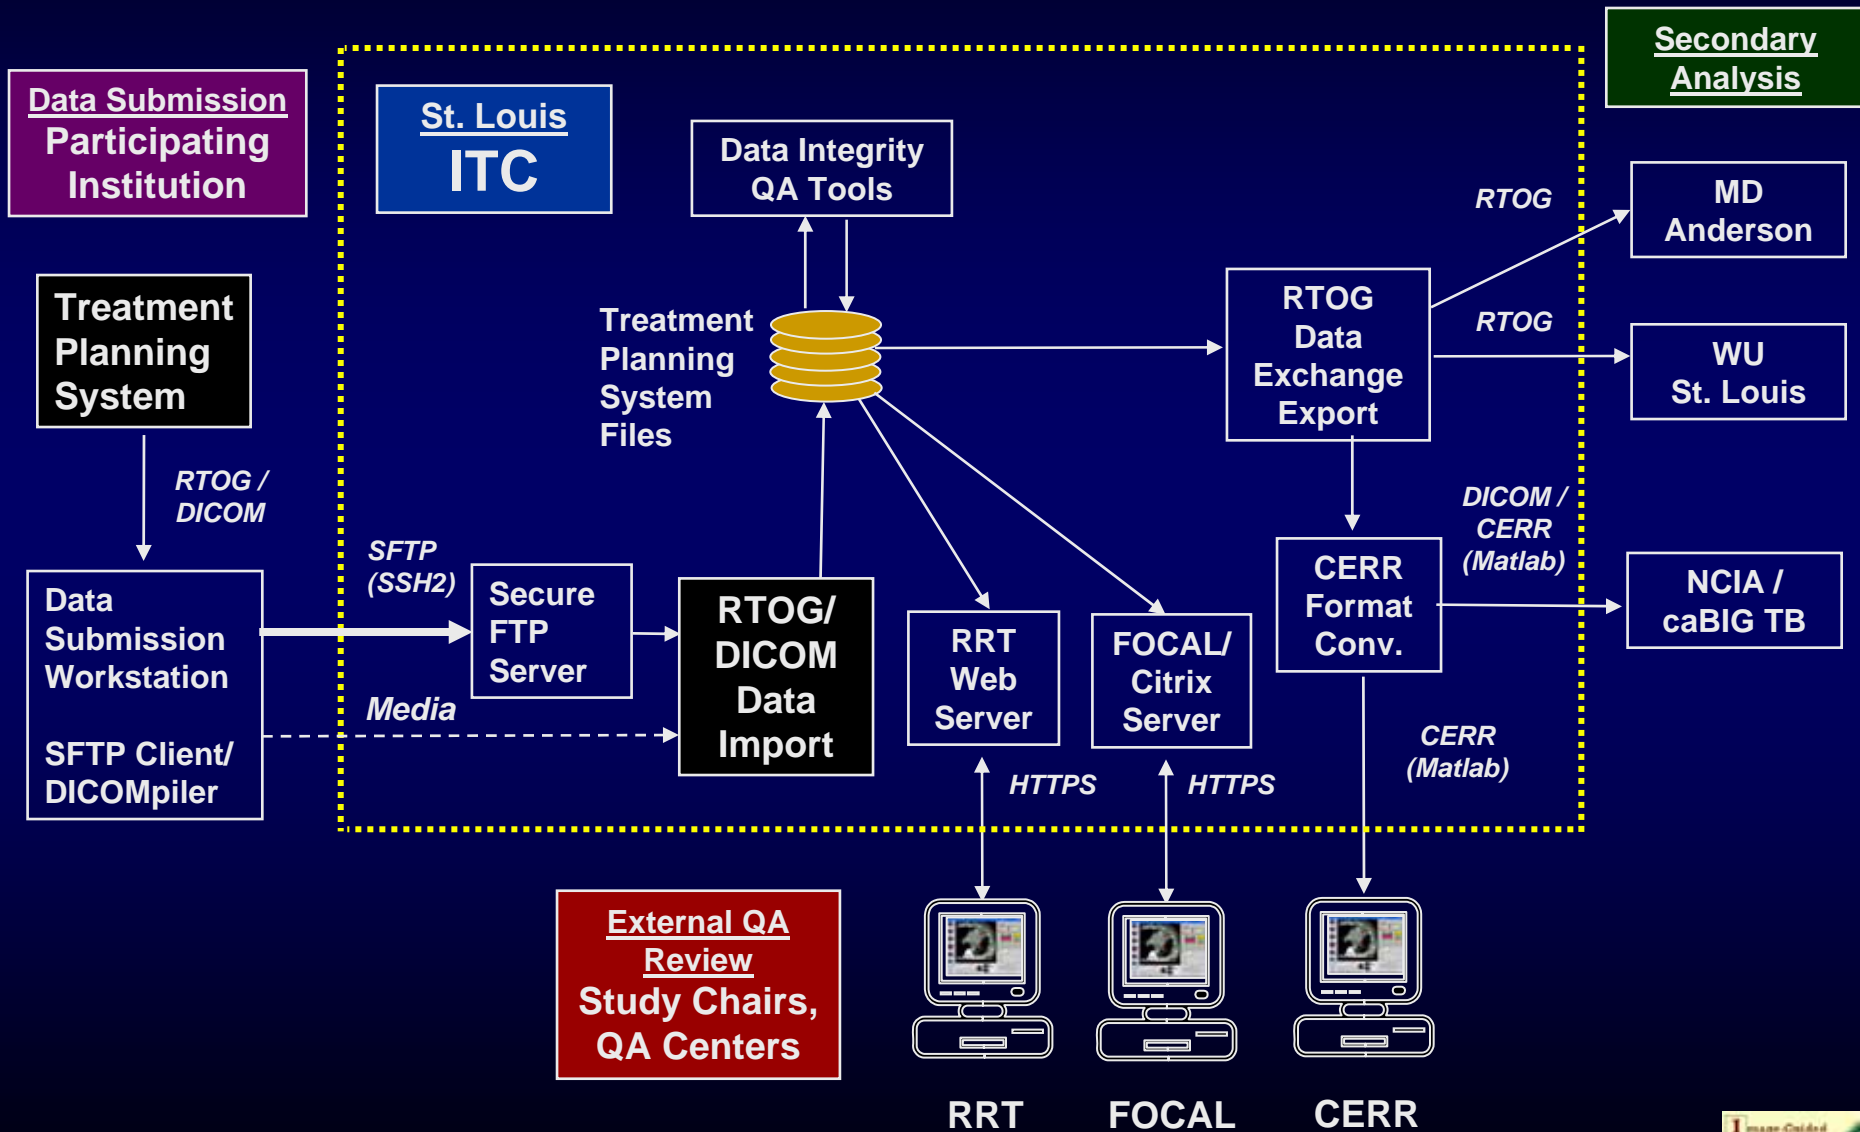 Secondary
Analysis
Data Submission
Participating
Institution
St. Louis
ITC
Data Integrity
QA Tools
RTOG
MD
Anderson
Treatment
Planning
System
Treatment
Planning
System
Files
RTOG
Data
Exchange
Export
RTOG
WU
St. Louis
RTOG /
DICOM
DICOM /
CERR
(Matlab)
SFTP
(SSH2)
Data
Submission
Workstation
SFTP Client/
DICOMpiler
Secure
FTP
Server
Media
RTOG/
DICOM
Data
Import
RRT
Web
Server
FOCAL/
Citrix
Server
CERR
Format
Conv.
NCIA /
caBIG TB
HTTPS
HTTPS
CERR
(Matlab)
External QA
Review
Study Chairs,
QA Centers
RRT
FOCAL
CERR
Image-Guided